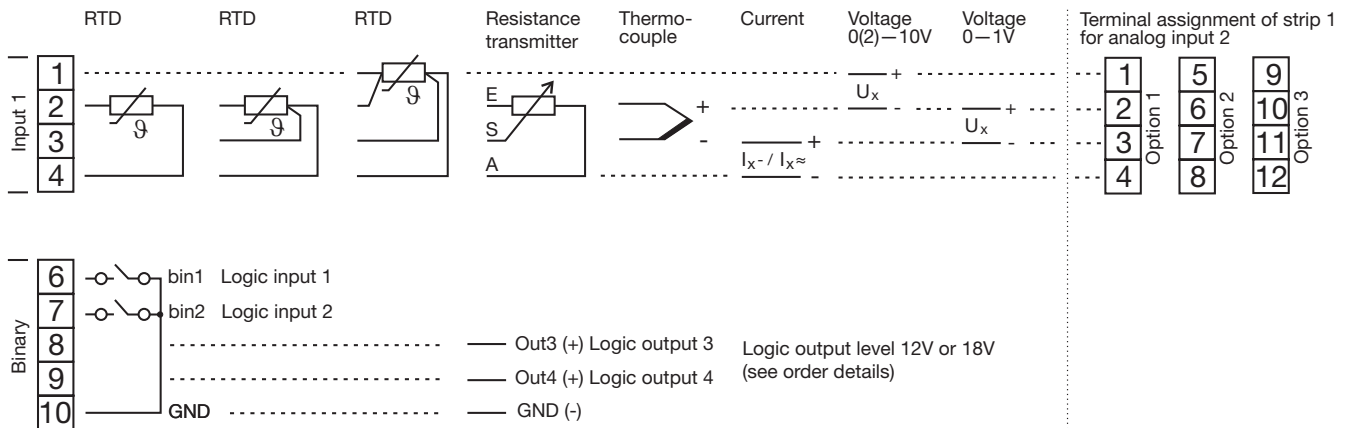 RTD
RTD
RTD
Resistance
transmitter
Thermo-
couple
Current
Voltage
0(2)—10V
Voltage
0—1V
Terminal assignment of strip 1
for analog input 2
Input 1
1
2
3
4
ϑ
ϑ
ϑ
E
S
A
+
-
+
Ix- / Ix≈
-
+
Ux
-
+
Ux
-
1
2
3
4
Option 1
5
6
7
8
Option 2
9
10
11
12
Option 3
Binary
6
7
8
9
10
bin1 Logic input 1
bin2 Logic input 2
Out3 (+) Logic output 3
Out4 (+) Logic output 4
GND
GND (-)
Logic output level 12V or 18V
(see order details)